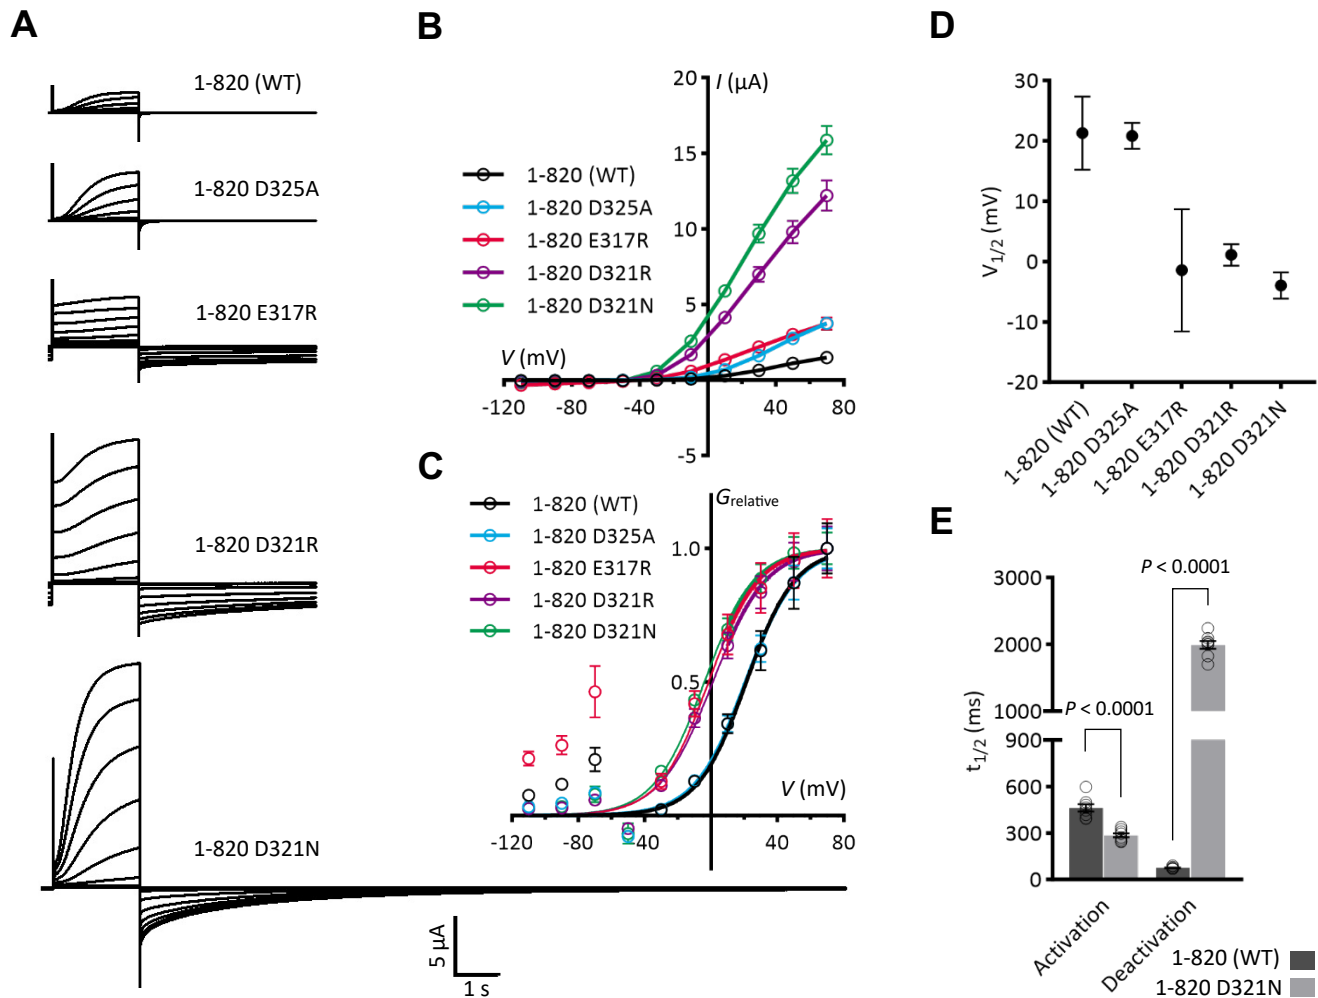 A
1-820 (WT)
1-820 D325A
1-820 E317R
1-820 D321R
1-820 D321N
5 µA
1 s
B
20
I (µA)
15
10
5
-5
V (mV)
-120
-80
-40
40
80
1-820 (WT)
1-820 D325A
1-820 E317R
1-820 D321R
1-820 D321N
C
1-820 (WT)
1-820 D325A
1-820 E317R
1-820 D321R
1-820 D321N
Grelative
1.0
0.5
V (mV)
-120
-80
-40
0
40
80
D
30
20
10
0
-10
-20
V1/2 (mV)
1-820 (WT)
1-820 D325A
1-820 E317R
1-820 D321R
1-820 D321N
E
P < 0.0001
3000
2000
1000
P < 0.0001
900
600
300
0
t1/2 (ms)
Activation
Deactivation
1-820 (WT)
1-820 D321N